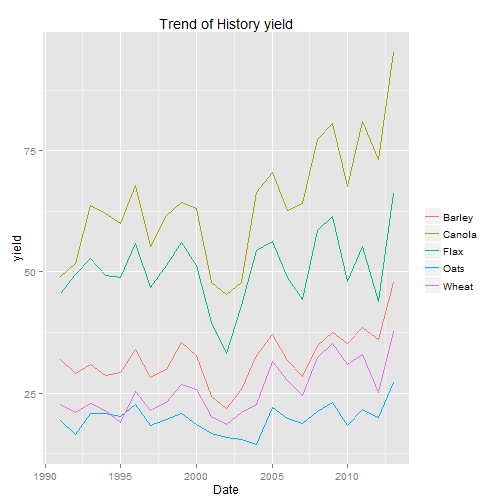 Trend of History yield
75
50
25
yield
1990
1995
2000
2005
2010
Date
Barley
Canola
Flax
Oats
Wheat